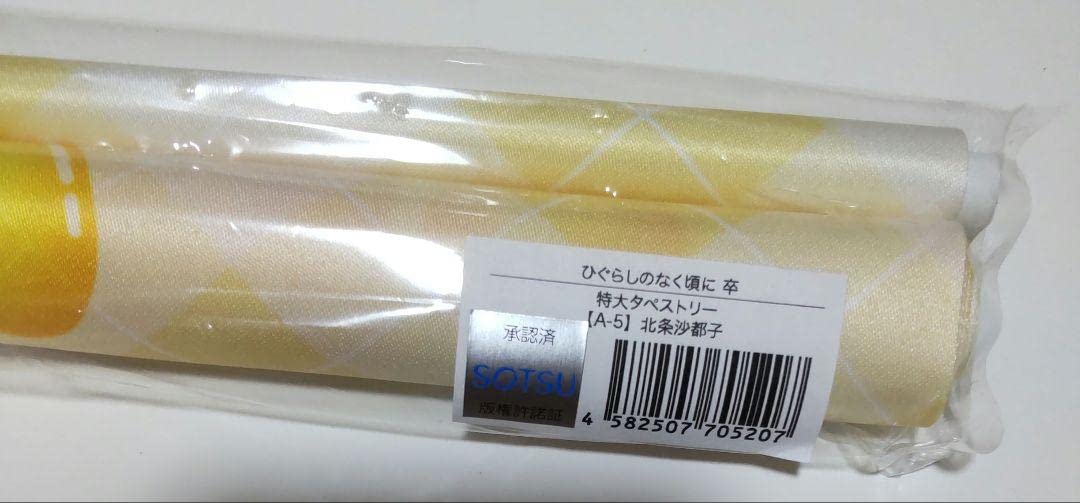 ひぐらしのなく頃に 卒
特大タペストリー
【A-5】北条沙都子
承認済
SOTSU
版権許諾証
4 582507 705207